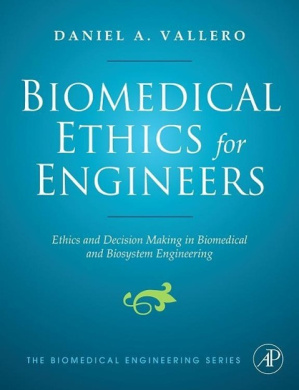 DANIEL A. VALLERO
BIOMEDICAL
ETHICS for
ENGINEERS
Ethics and Decision Making in Biomedical
and Biosystem Engineering
THE BIOMEDICAL ENGINEERING SERIES
AP